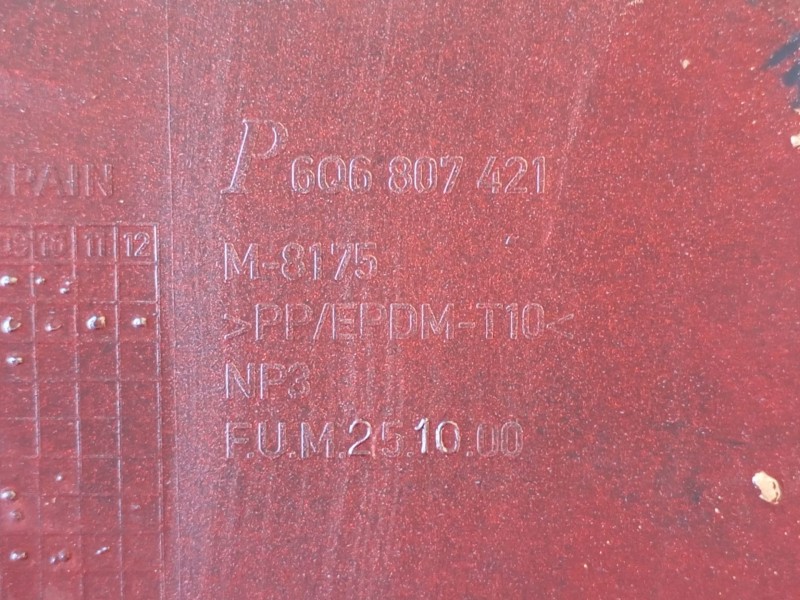 P 6Q6 807 421
PAIN
10 11 12
M-8175
>PP/EPDM-T10<
NP3
F.U.M.25.10.00